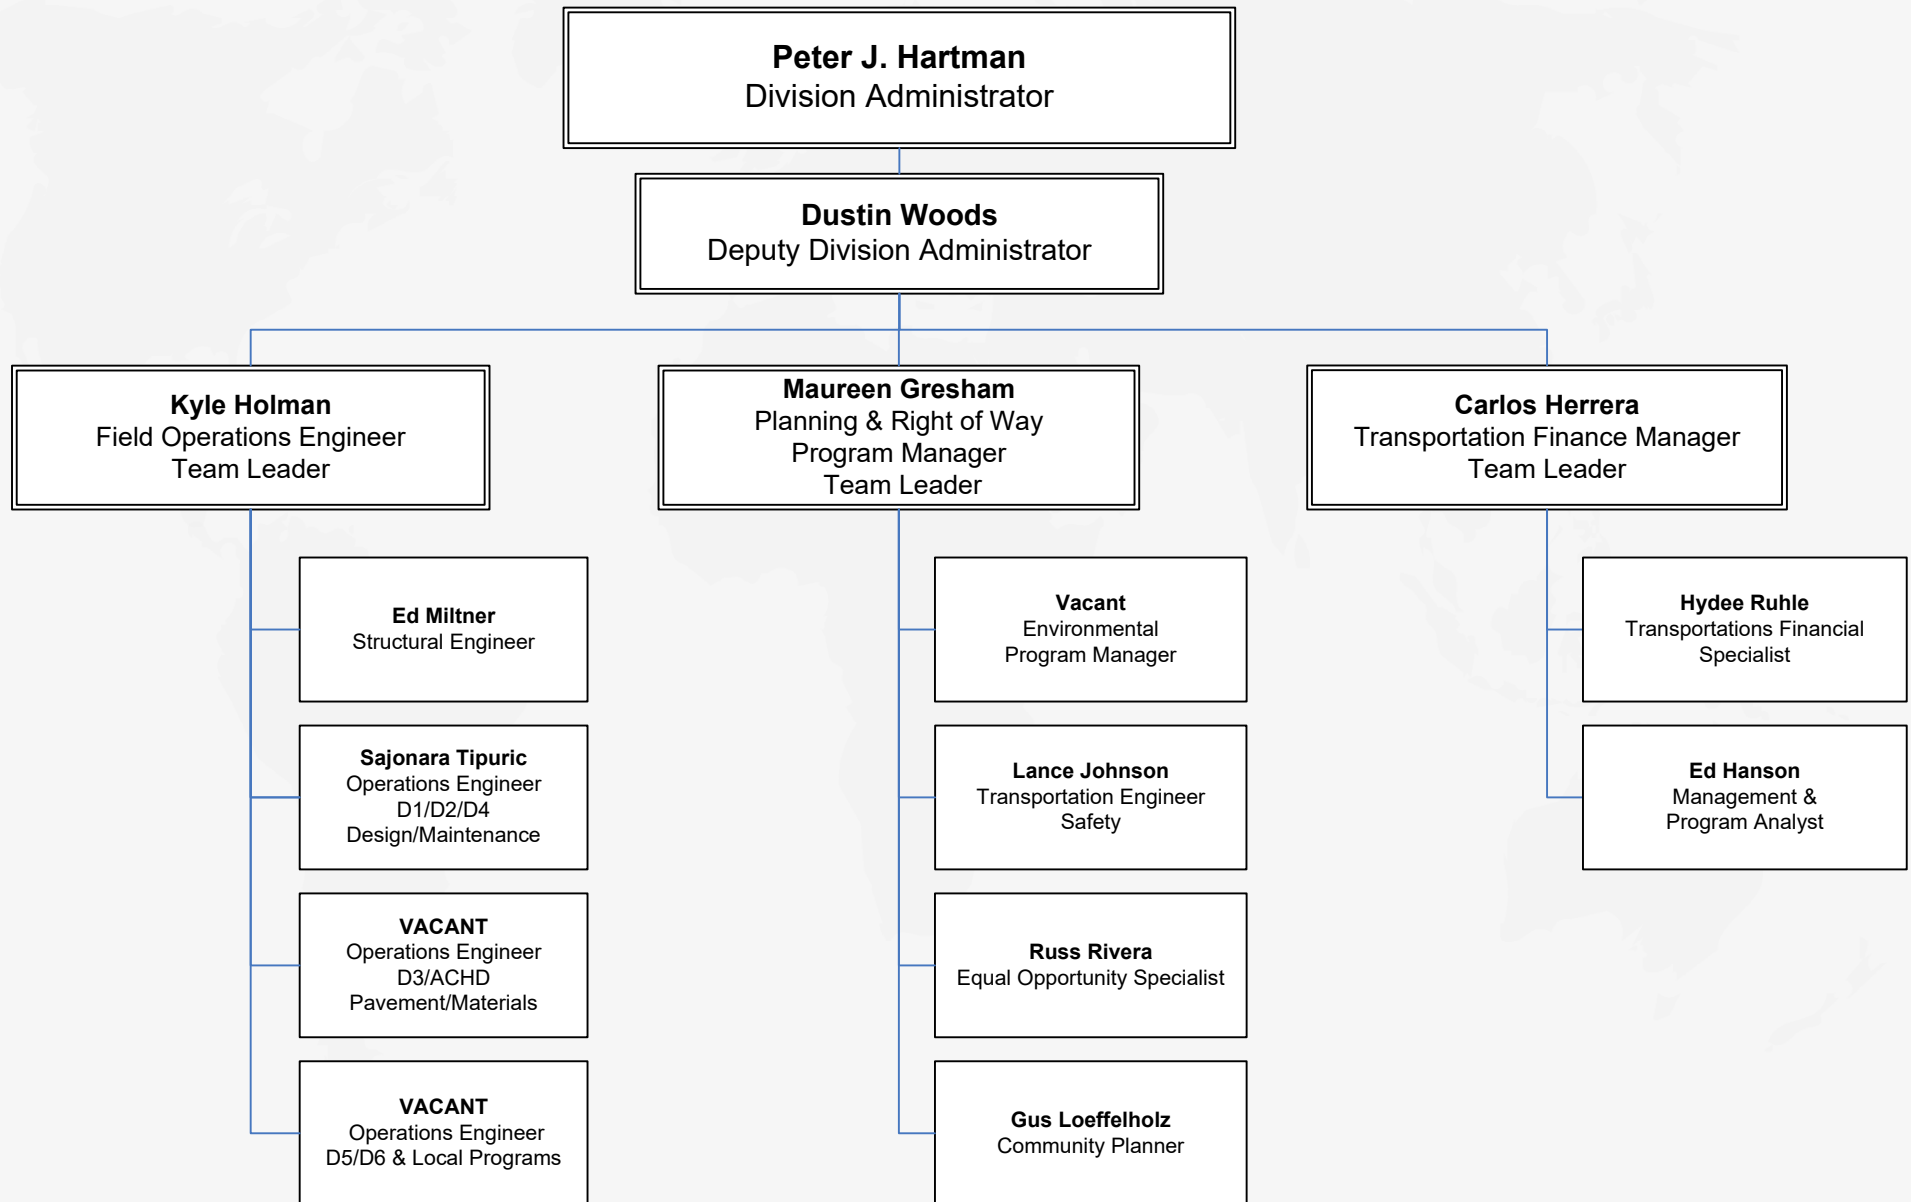 Peter J. Hartman
Division Administrator
Dustin Woods
Deputy Division Administrator
Kyle Holman
Field Operations Engineer
Team Leader
Maureen Gresham
Planning & Right of Way
Program Manager
Team Leader
Carlos Herrera
Transportation Finance Manager
Team Leader
Ed Miltner
Structural Engineer
Sajonara Tipuric
Operations Engineer
D1/D2/D4
Design/Maintenance
VACANT
Operations Engineer
D3/ACHD
Pavement/Materials
VACANT
Operations Engineer
D5/D6 & Local Programs
Vacant
Environmental
Program Manager
Lance Johnson
Transportation Engineer
Safety
Russ Rivera
Equal Opportunity Specialist
Gus Loeffelholz
Community Planner
Hydee Ruhle
Transportations Financial
Specialist
Ed Hanson
Management &
Program Analyst